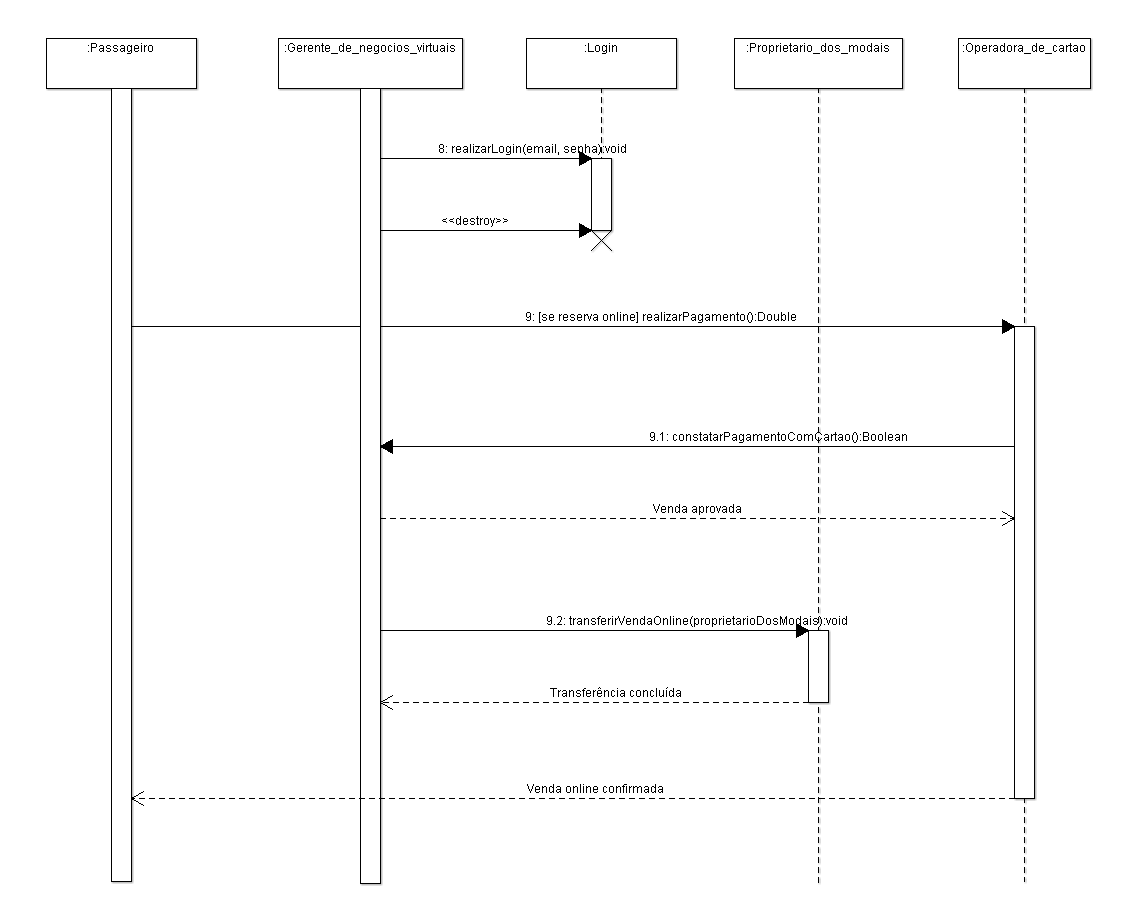 :Passageiro
:Gerente_de_negocios_virtuais
:Login
:Proprietario_dos_modais
:Operadora_de_cartao
8: realizarLogin(email, senha):void
<<destroy>>
9: [se reserva online] realizarPagamento():Double
9.1: constatarPagamentoComCartao():Boolean
Venda aprovada
9.2: transferirVendaOnline(proprietarioDosModais):void
Transferência concluída
Venda online confirmada